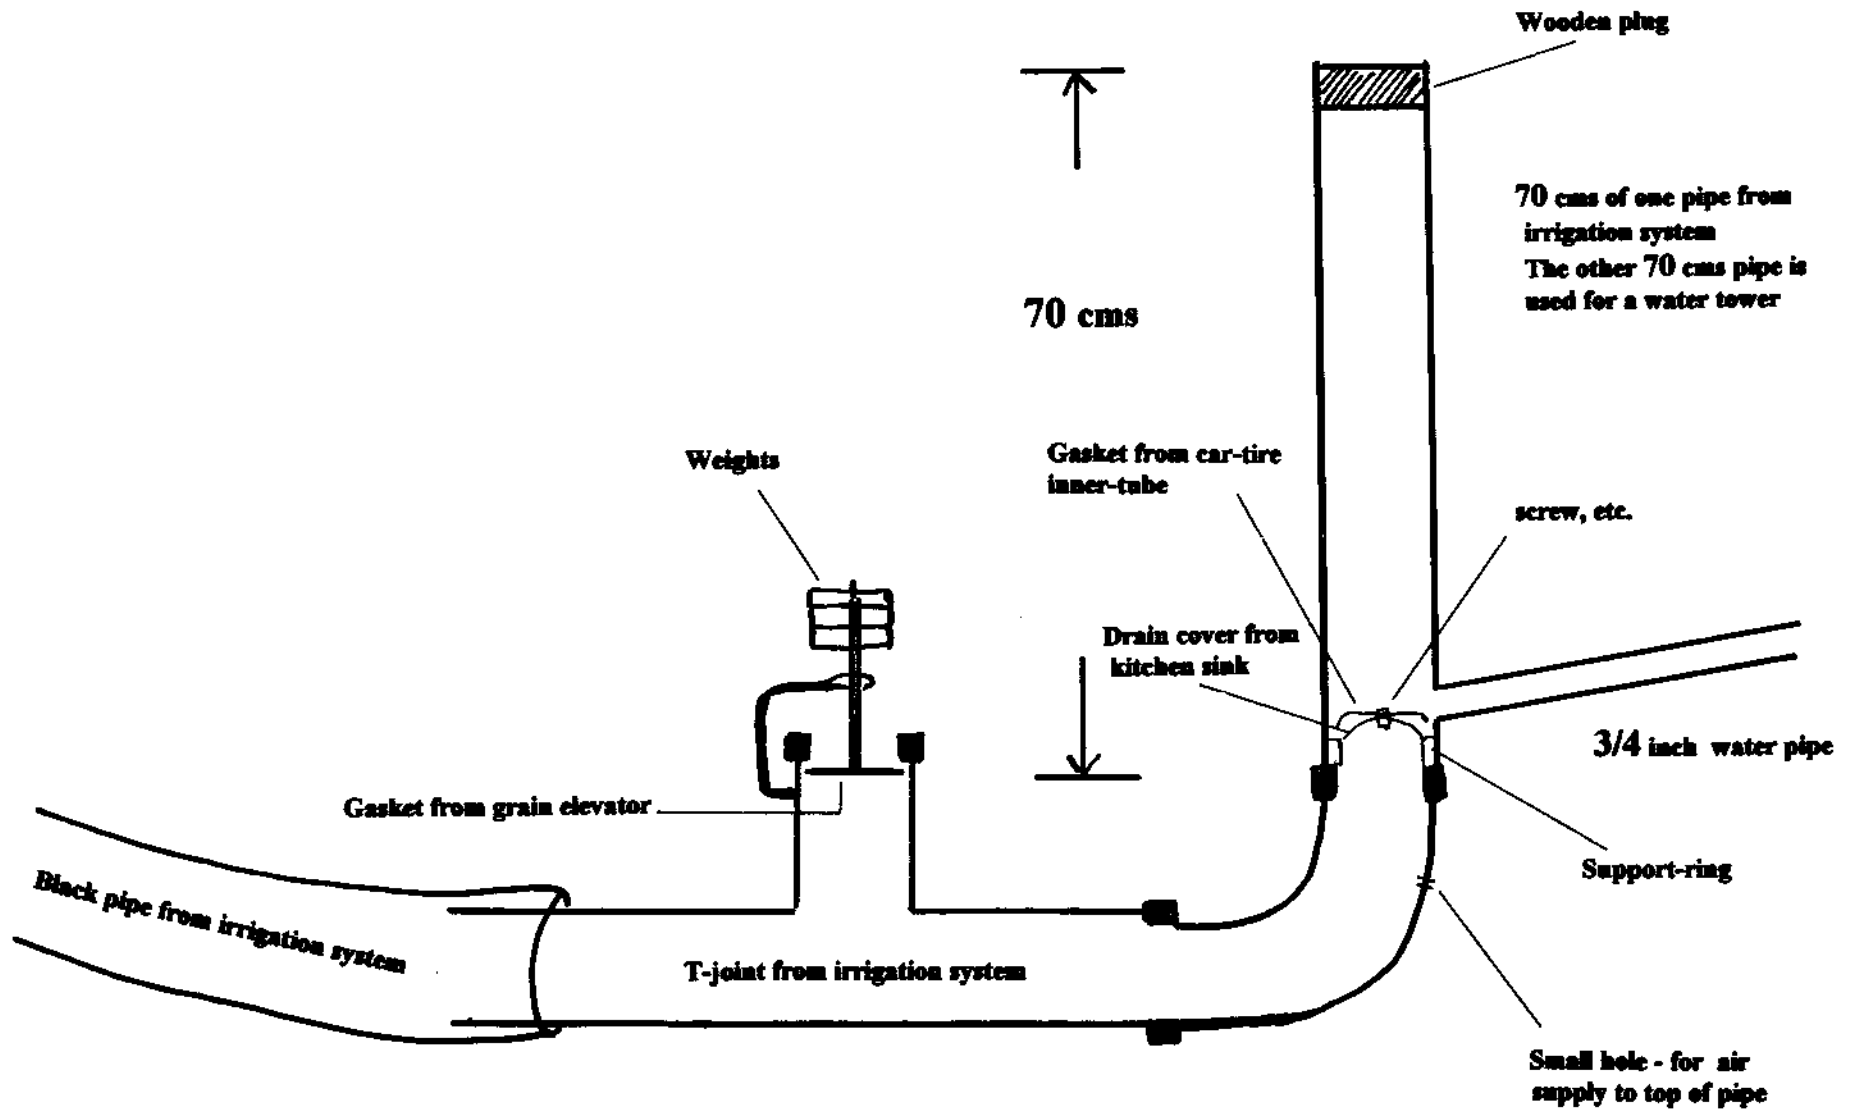 Wooden plug
70 cms of one pipe from
irrigation system
The other 70 cms pipe is
used for a water tower
70 cms
Weights
Gasket from car-tire
inner-tube
screw, etc.
Drain cover from
kitchen sink
3/4 inch water pipe
Gasket from grain elevator
Support-ring
Black pipe from irrigation system
T-joint from irrigation system
Small hole - for air
supply to top of pipe